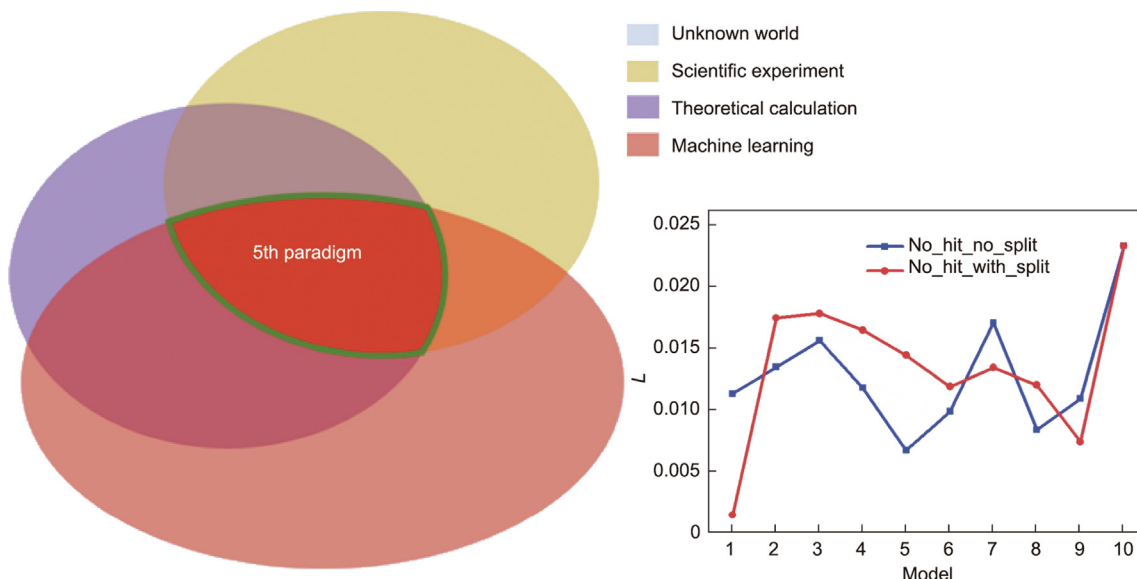 Unknown world
Scientific experiment
Theoretical calculation
Machine learning
5th paradigm
0.025
0.020
0.015
0.010
0.005
0
L
No_hit_no_split
No_hit_with_split
1 2 3 4 5 6 7 8 9 10
Model